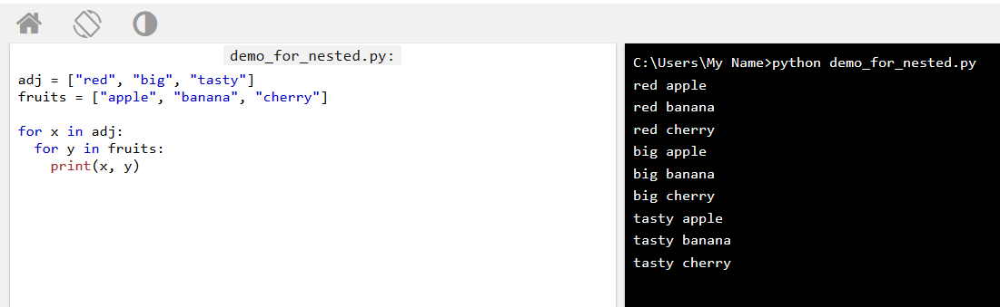 demo_for_nested.py:
adj = ["red", "big", "tasty"]
fruits = ["apple", "banana", "cherry"]
for x in adj:
  for y in fruits:
    print(x, y)
C:\Users\My Name>python demo_for_nested.py
red apple
red banana
red cherry
big apple
big banana
big cherry
tasty apple
tasty banana
tasty cherry